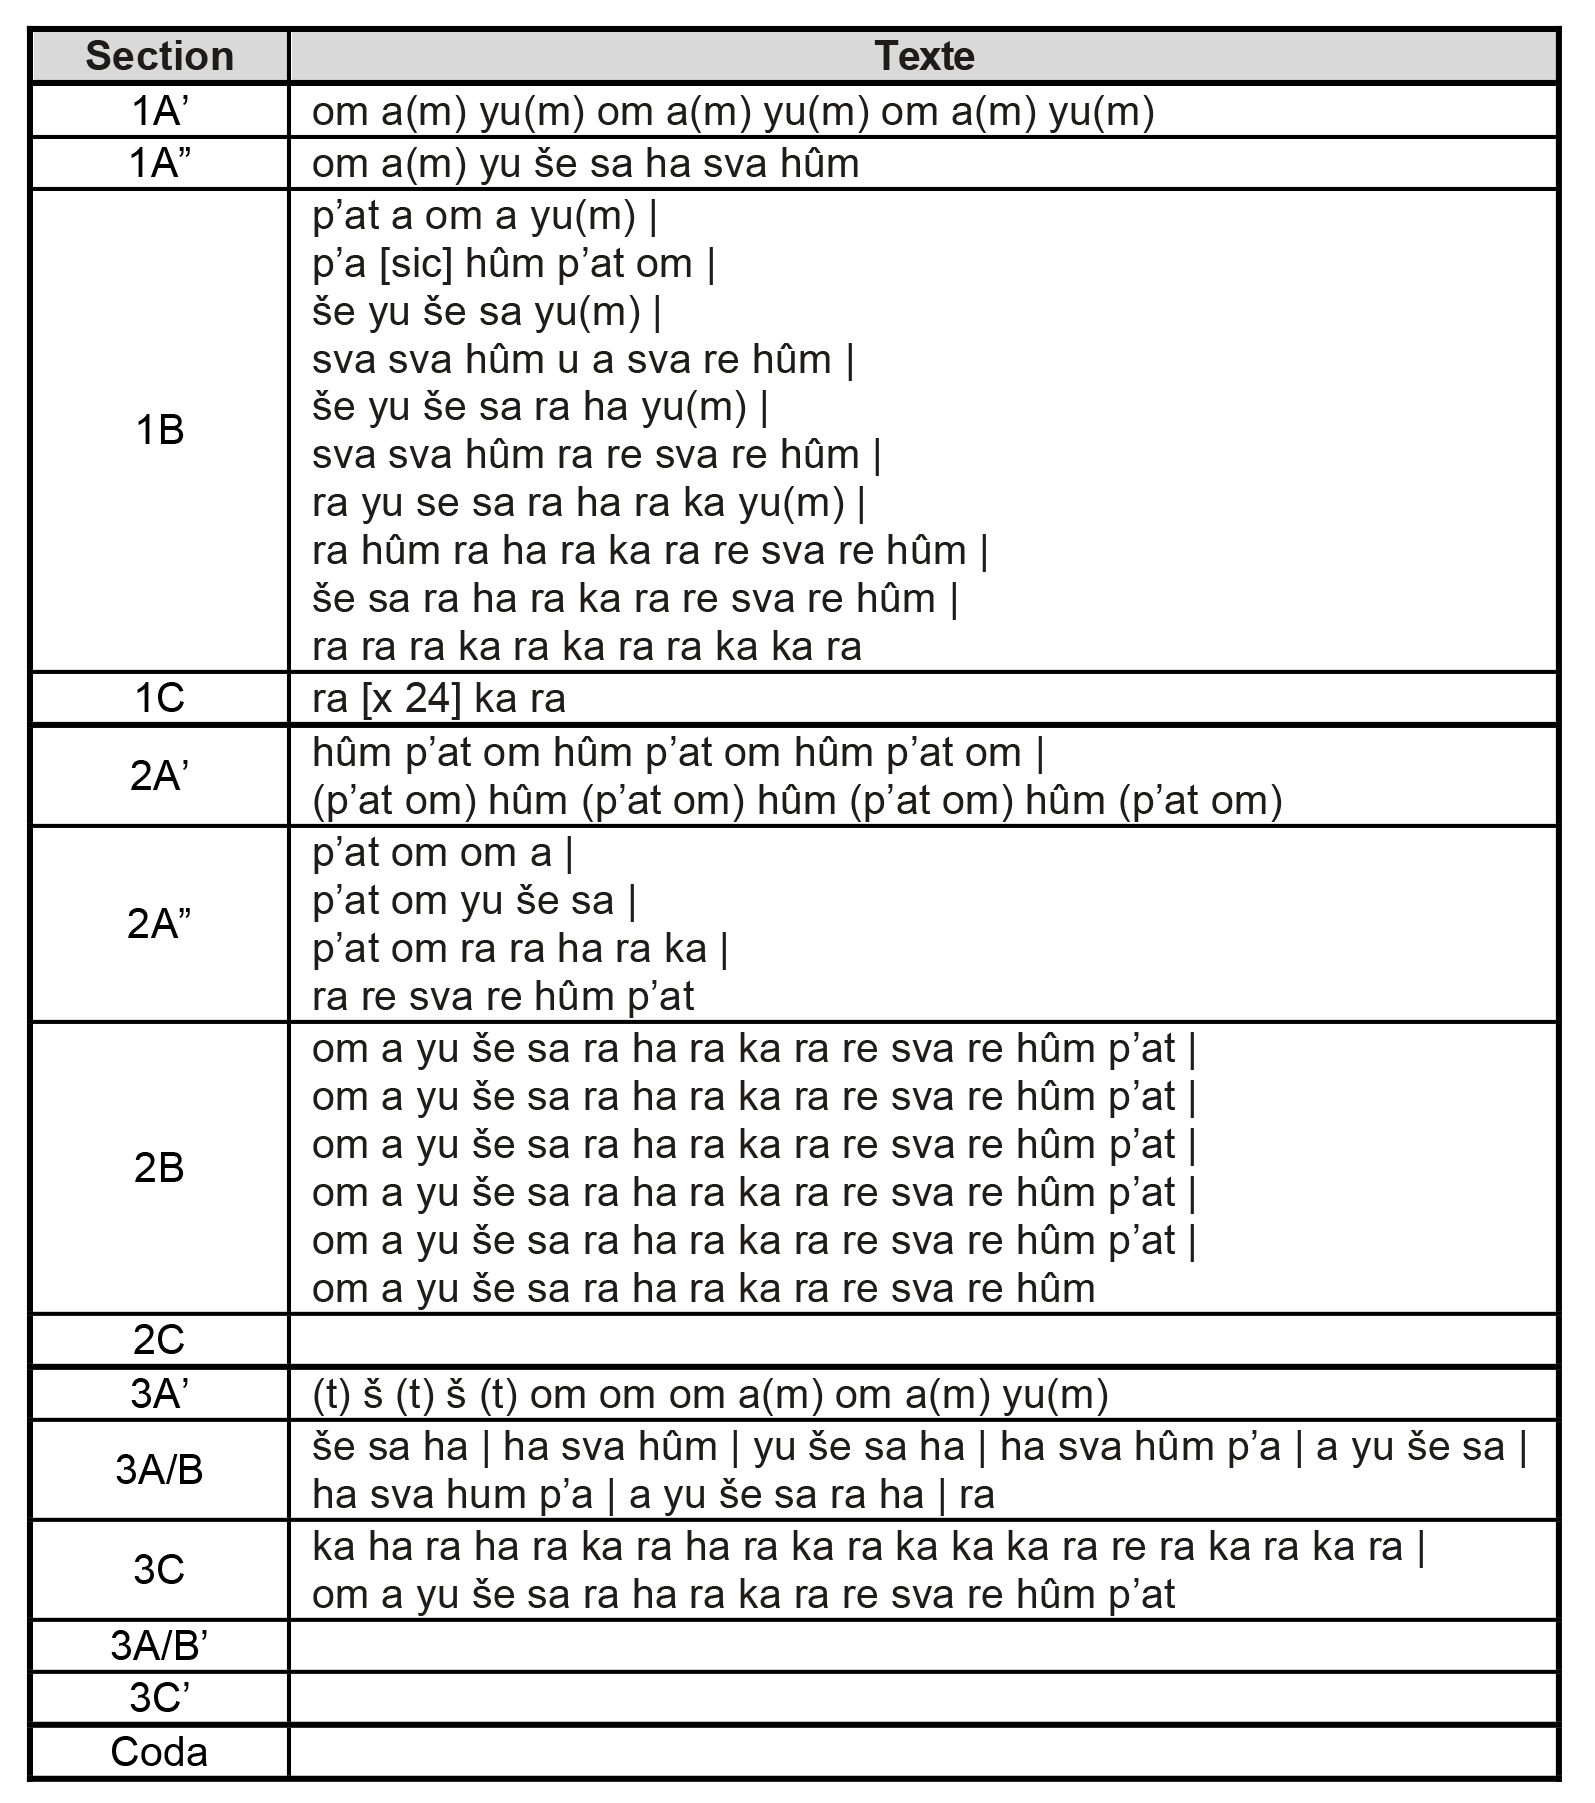 Section Texte
1A’ om a(m) yu(m) om a(m) yu(m) om a(m) yu(m)
1A” om a(m) yu še sa ha sva hûm
p’at a om a yu(m) |
p’a [sic] hûm p’at om |
še yu še sa yu(m) |
sva sva hûm u a sva re hûm |
1B
še yu še sa ra ha yu(m) |
sva sva hûm ra re sva re hûm |
ra yu se sa ra ha ra ka yu(m) |
ra hûm ra ha ra ka ra re sva re hûm |
še sa ra ha ra ka ra re sva re hûm |
ra ra ra ka ra ka ra ra ka ka ra
1C ra [x 24] ka ra
2A’
hûm p’at om hûm p’at om hûm p’at om |
(p’at om) hûm (p’at om) hûm (p’at om) hûm (p’at om)
2A”
p’at om om a |
p’at om yu še sa |
p’at om ra ra ha ra ka |
ra re sva re hûm p’at
2B
om a yu še sa ra ha ra ka ra re sva re hûm p’at |
om a yu še sa ra ha ra ka ra re sva re hûm p’at |
om a yu še sa ra ha ra ka ra re sva re hûm p’at |
om a yu še sa ra ha ra ka ra re sva re hûm p’at |
om a yu še sa ra ha ra ka ra re sva re hûm p’at |
om a yu še sa ra ha ra ka ra re sva re hûm
2C
3A’ (t) š (t) š (t) om om om a(m) om a(m) yu(m)
3A/B
še sa ha | ha sva hûm | yu še sa ha | ha sva hûm p’a | a yu še sa |
ha sva hum p’a | a yu še sa ra ha | ra
3C
ka ha ra ha ra ka ra ha ra ka ra ka ka ka ra re ra ka ra ka ra |
om a yu še sa ra ha ra ka ra re sva re hûm p’at
3A/B’
3C’
Coda